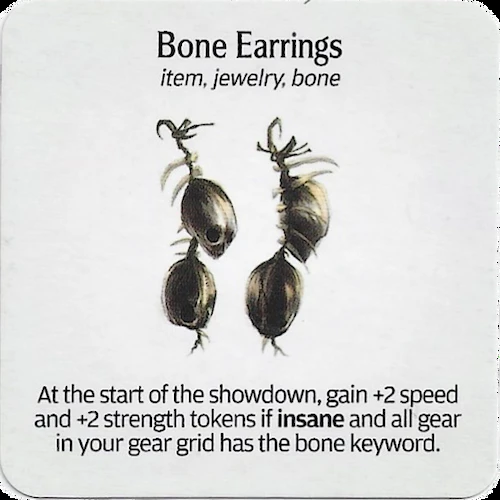 Bone Earrings
item, jewelry, bone
At the start of the showdown, gain +2 speed
and +2 strength tokens if insane and all gear
in your gear grid has the bone keyword.